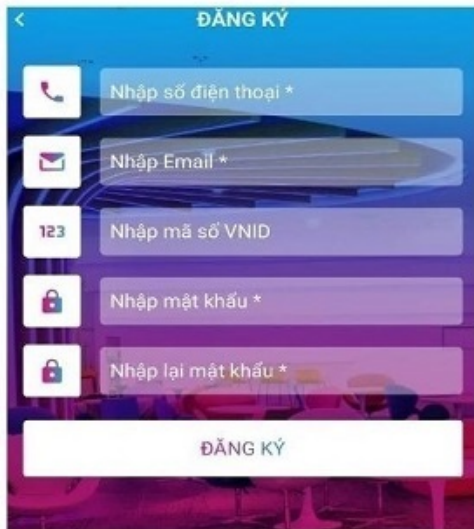 ĐĂNG KÝ
Nhập số điện thoại *
Nhập Email *
123
Nhập mã số VNID
Nhập mật khẩu *
Nhập lại mật khẩu *
ĐĂNG KÝ